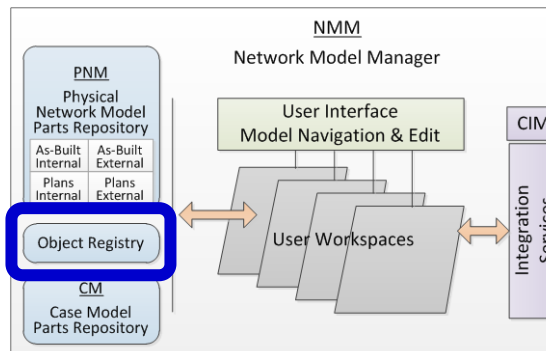 NMM
Network Model Manager
PNM
Physical
Network Model
Parts Repository
As-Built
Internal
As-Built
External
Plans
Internal
Plans
External
Object Registry
CM
Case Model
Parts Repository
User Interface
Model Navigation & Edit
User Workspaces
CIM
Integration
Services